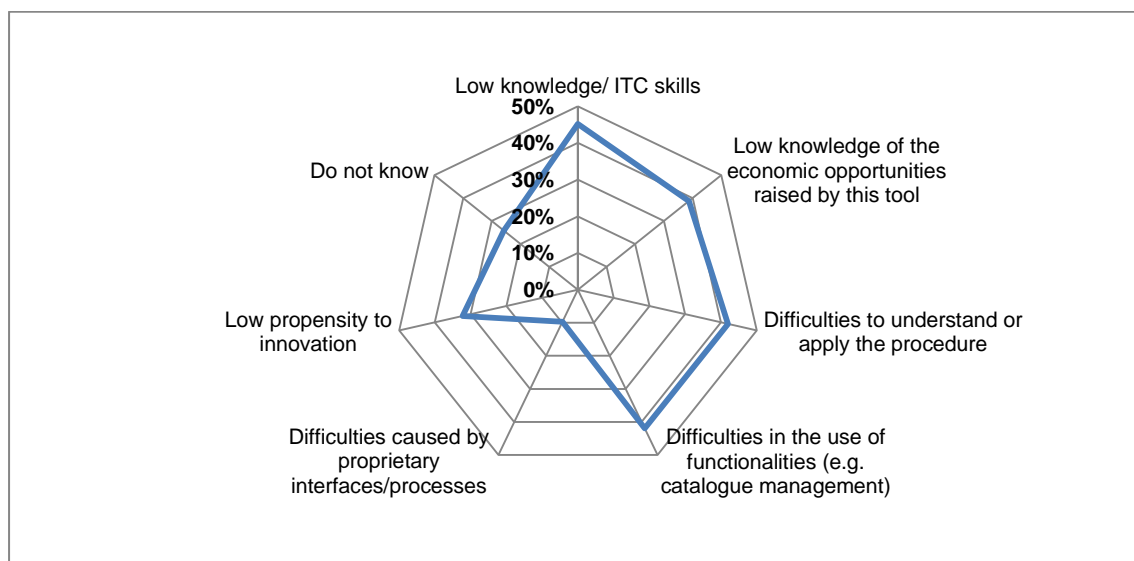 Low knowledge/ ITC skills
50%
40%
30%
20%
10%
0%
Low knowledge of the
economic opportunities
raised by this tool
Difficulties to understand or
apply the procedure
Difficulties in the use of
functionalities (e.g.
catalogue management)
Difficulties caused by
proprietary
interfaces/processes
Low propensity to
innovation
Do not know